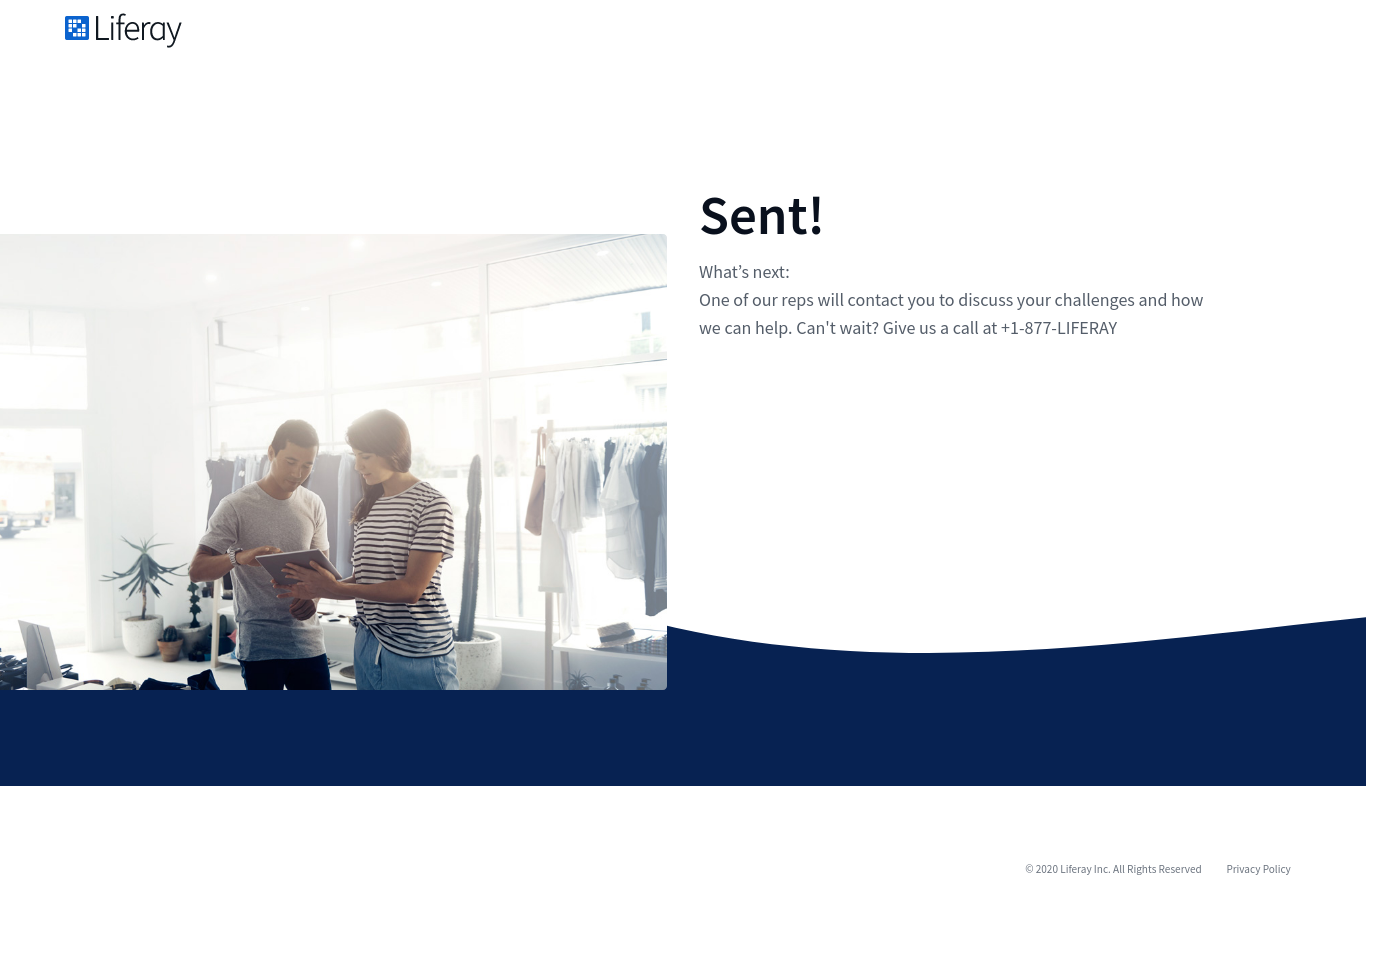 Liferay
Sent!
What’s next:
One of our reps will contact you to discuss your challenges and how
we can help. Can't wait? Give us a call at +1-877-LIFERAY
© 2020 Liferay Inc. All Rights Reserved Privacy Policy